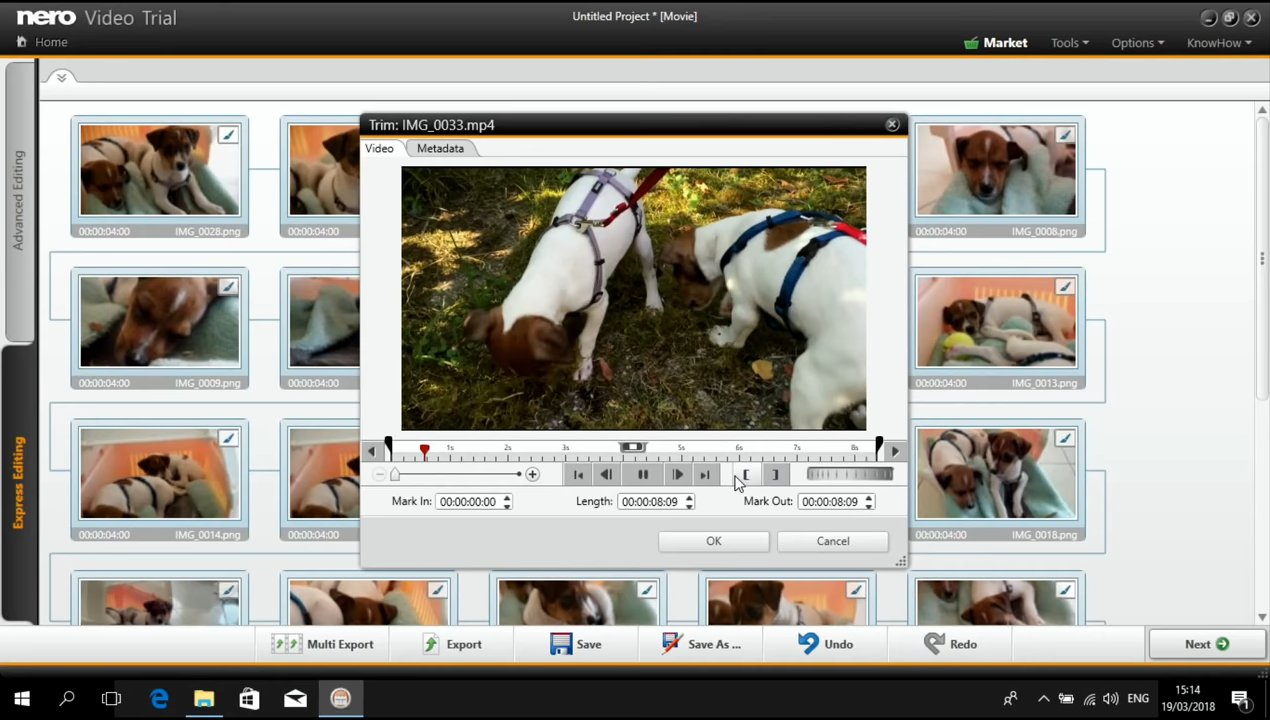 nero Video Trial
Untitled Project * [Movie]
Home
Market
Tools
Options
KnowHow
Advanced Editing
Express Editing
00:00:04:00 IMG_0028.png
00:00:04:00 IMG_0008.png
00:00:04:00 IMG_0009.png
00:00:04:00 IMG_0013.png
00:00:04:00 IMG_0014.png
00:00:04:00 IMG_0018.png
00:00:04:00
00:00:04:00
00:00:04:00
Trim: IMG_0033.mp4
Video
Metadata
1s 2s 3s 5s 6s 7s 8s
Mark In: 00:00:00:00
Length: 00:00:08:09
Mark Out: 00:00:08:09
OK
Cancel
Multi Export
Export
Save
Save As ...
Undo
Redo
Next
ENG
15:14
19/03/2018
1